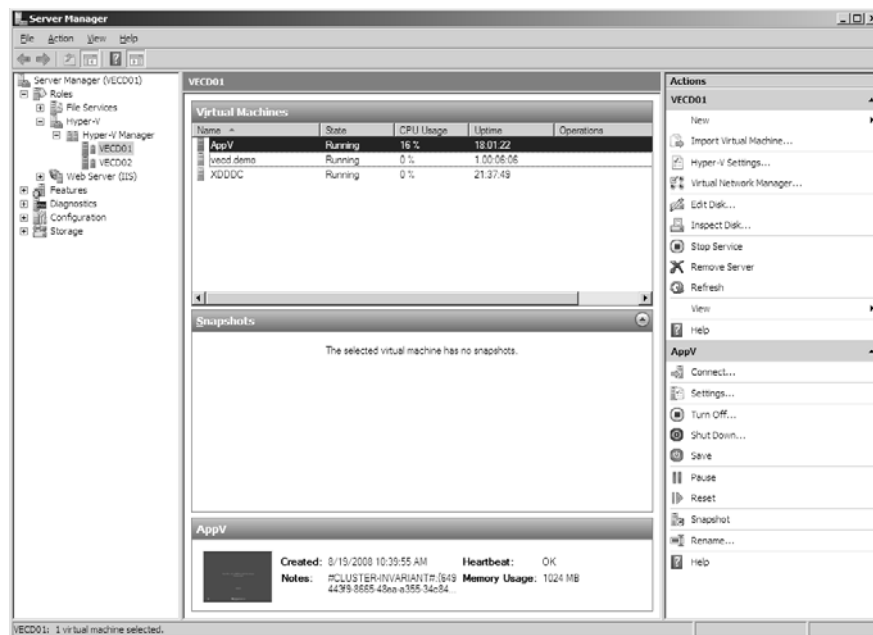 Server Manager
File Action View Help
Server Manager (VECD01)
Roles
File Services
Hyper-V
Hyper-V Manager
VECD01
VECD02
Web Server (IIS)
Features
Diagnostics
Configuration
Storage
VECD01
Virtual Machines
Name State CPU Usage Uptime Operations
AppV Running 16 % 18:01:22
vecd.demo Running 0 % 1.00:06:06
XDDDC Running 0 % 21:37:49
Snapshots
The selected virtual machine has no snapshots.
AppV
Created: 8/19/2008 10:39:55 AM Heartbeat: OK
Notes: #CLUSTER-INVARIANT#:{649 Memory Usage: 1024 MB
443f9-8665-48ea-a355-34c84...
Actions
VECD01
New
Import Virtual Machine...
Hyper-V Settings...
Virtual Network Manager...
Edit Disk...
Inspect Disk...
Stop Service
Remove Server
Refresh
View
Help
AppV
Connect...
Settings...
Turn Off...
Shut Down...
Save
Pause
Reset
Snapshot
Rename...
Help
VECD01: 1 virtual machine selected.